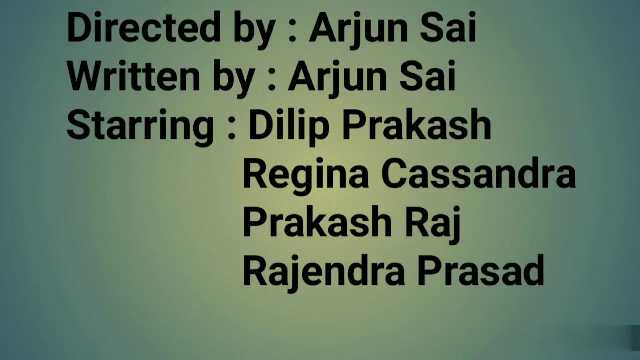 Directed by : Arjun Sai
Written by : Arjun Sai
Starring : Dilip Prakash
Regina Cassandra
Prakash Raj
Rajendra Prasad